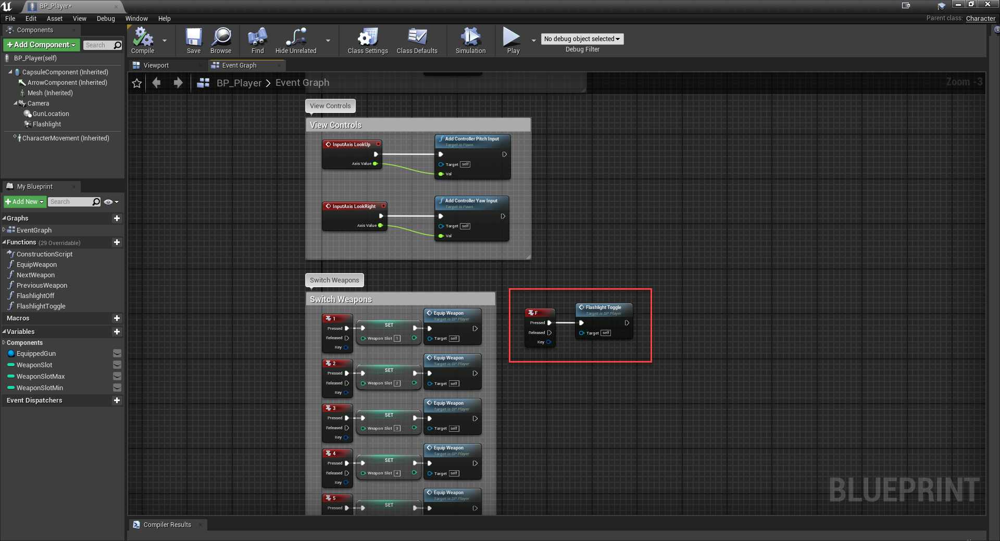 BP_Player*
File Edit Asset View Debug Window Help
Parent class: Character
Components
+ Add Component
Search
BP_Player(self)
CapsuleComponent (Inherited)
ArrowComponent (Inherited)
Mesh (Inherited)
Camera
GunLocation
Flashlight
CharacterMovement (Inherited)
Compile
Save
Browse
Find
Hide Unrelated
Class Settings
Class Defaults
Simulation
Play
No debug object selected
Debug Filter
Viewport
Event Graph
BP_Player > Event Graph
Zoom -3
My Blueprint
+ Add New
Search
Graphs
EventGraph
Functions (29 Overridable)
ConstructionScript
EquipWeapon
NextWeapon
PreviousWeapon
FlashlightOff
FlashlightToggle
Macros
Variables
Components
EquippedGun
WeaponSlot
WeaponSlotMax
WeaponSlotMin
Event Dispatchers
View Controls
View Controls
InputAxis LookUp
Axis Value
Add Controller Pitch Input
Target is Pawn
Target self
Val
InputAxis LookRight
Axis Value
Add Controller Yaw Input
Target is Pawn
Target self
Val
Switch Weapons
Switch Weapons
1
Pressed
Released
Key
SET
Weapon Slot 1
Equip Weapon
Target is BP Player
Target self
2
Pressed
Released
Key
SET
Weapon Slot 2
Equip Weapon
Target is BP Player
Target self
3
Pressed
Released
Key
SET
Weapon Slot 3
Equip Weapon
Target is BP Player
Target self
4
Pressed
Released
Key
SET
Weapon Slot 4
Equip Weapon
Target is BP Player
Target self
5
Pressed
SET
Equip Weapon
Target is BP Player
F
Pressed
Released
Key
Flashlight Toggle
Target is BP Player
Target self
BLUEPRINT
Compiler Results